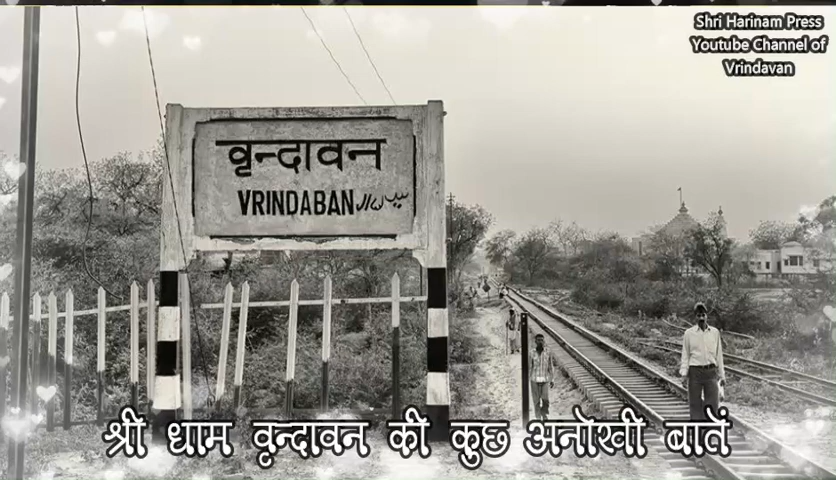 Shri Harinam Press
Youtube Channel of
Vrindavan
वृन्दावन
VRINDABAN
श्री धाम वृन्दावन की कुछ अनोखी बातें